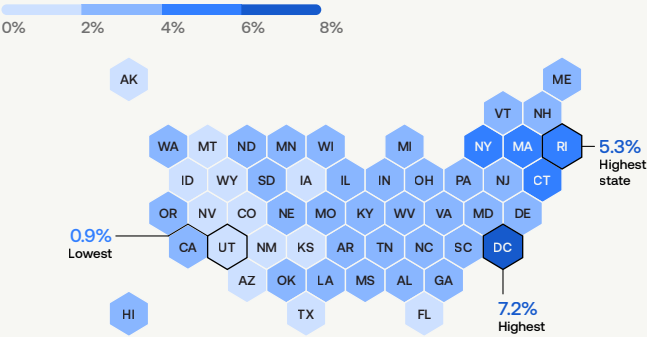 0% 2% 4% 6% 8%
AK ME
VT NH
WA MT ND MN WI MI NY MA RI 5.3%
Highest
state
ID WY SD IA IL IN OH PA NJ CT
OR NV CO NE MO KY WV VA MD DE
0.9%
Lowest
CA UT NM KS AR TN NC SC DC
AZ OK LA MS AL GA
HI TX FL
7.2%
Highest